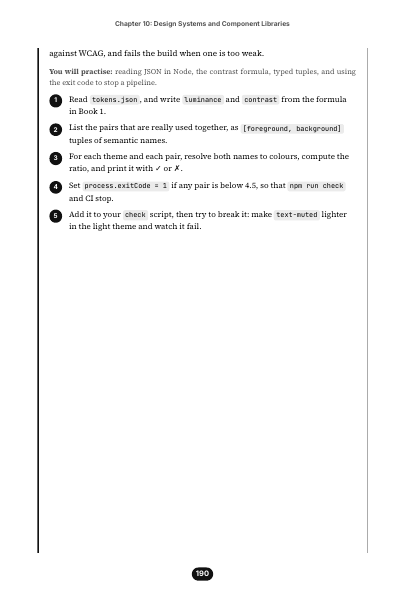 Chapter 10: Design Systems and Component Libraries
against WCAG, and fails the build when one is too weak.
You will practise: reading JSON in Node, the contrast formula, typed tuples, and using
the exit code to stop a pipeline.
1 Read tokens.json, and write luminance and contrast from the formula
in Book 1.
2 List the pairs that are really used together, as [foreground, background]
tuples of semantic names.
3 For each theme and each pair, resolve both names to colours, compute the
ratio, and print it with ✓ or ✗.
4 Set process.exitCode = 1 if any pair is below 4.5, so that npm run check
and CI stop.
5 Add it to your check script, then try to break it: make text-muted lighter
in the light theme and watch it fail.
190